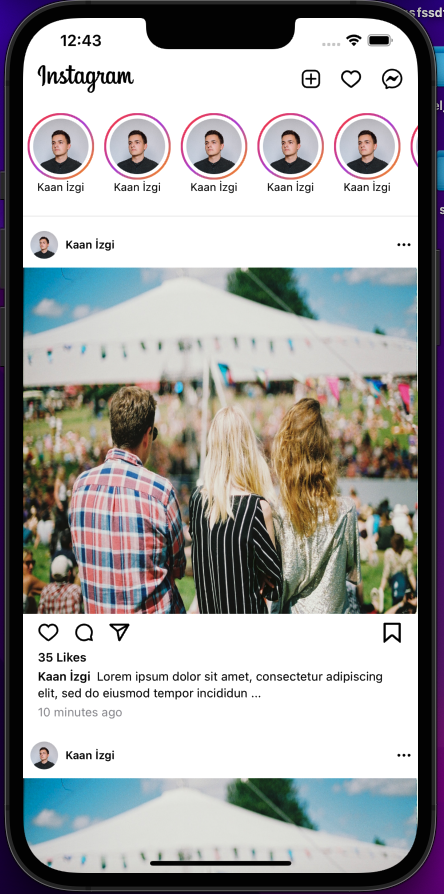 12:43
Instagram
Kaan İzgi Kaan İzgi Kaan İzgi Kaan İzgi Kaan İzgi
Kaan İzgi
35 Likes
Kaan İzgi Lorem ipsum dolor sit amet, consectetur adipiscing
elit, sed do eiusmod tempor incididun ...
10 minutes ago
Kaan İzgi